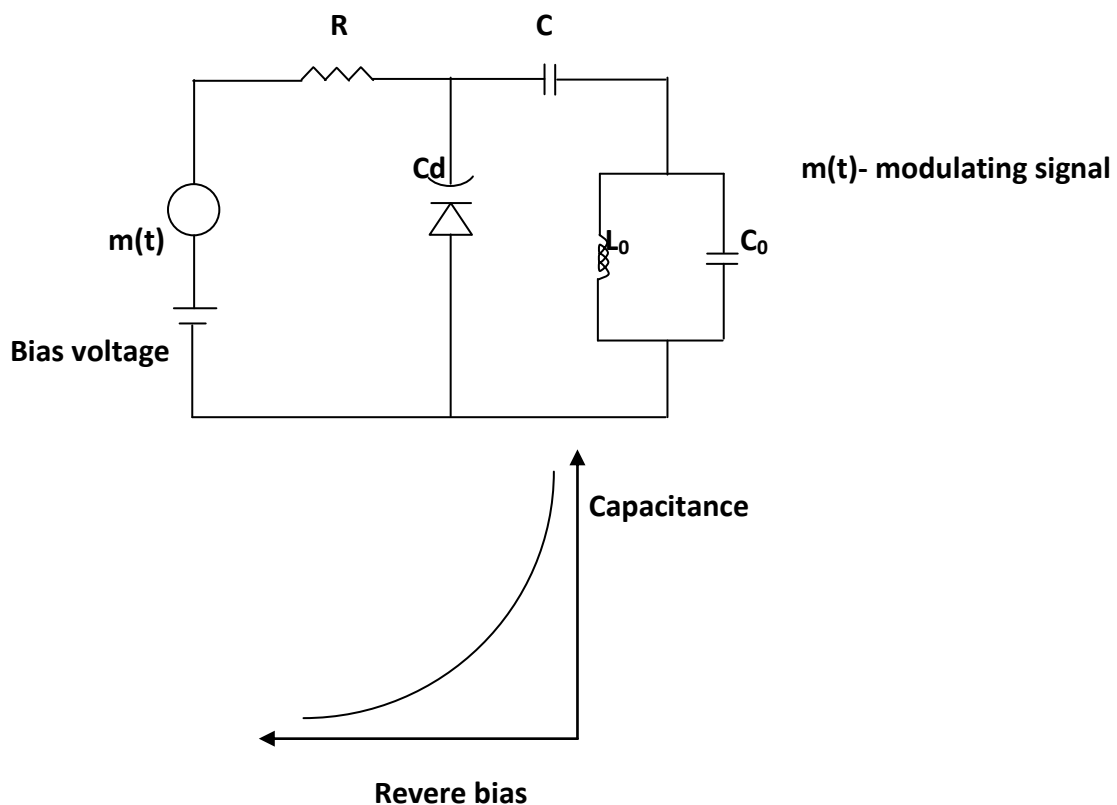 R
C
Cd
m(t)- modulating signal
m(t)
L₀
C₀
Bias voltage
Capacitance
Revere bias